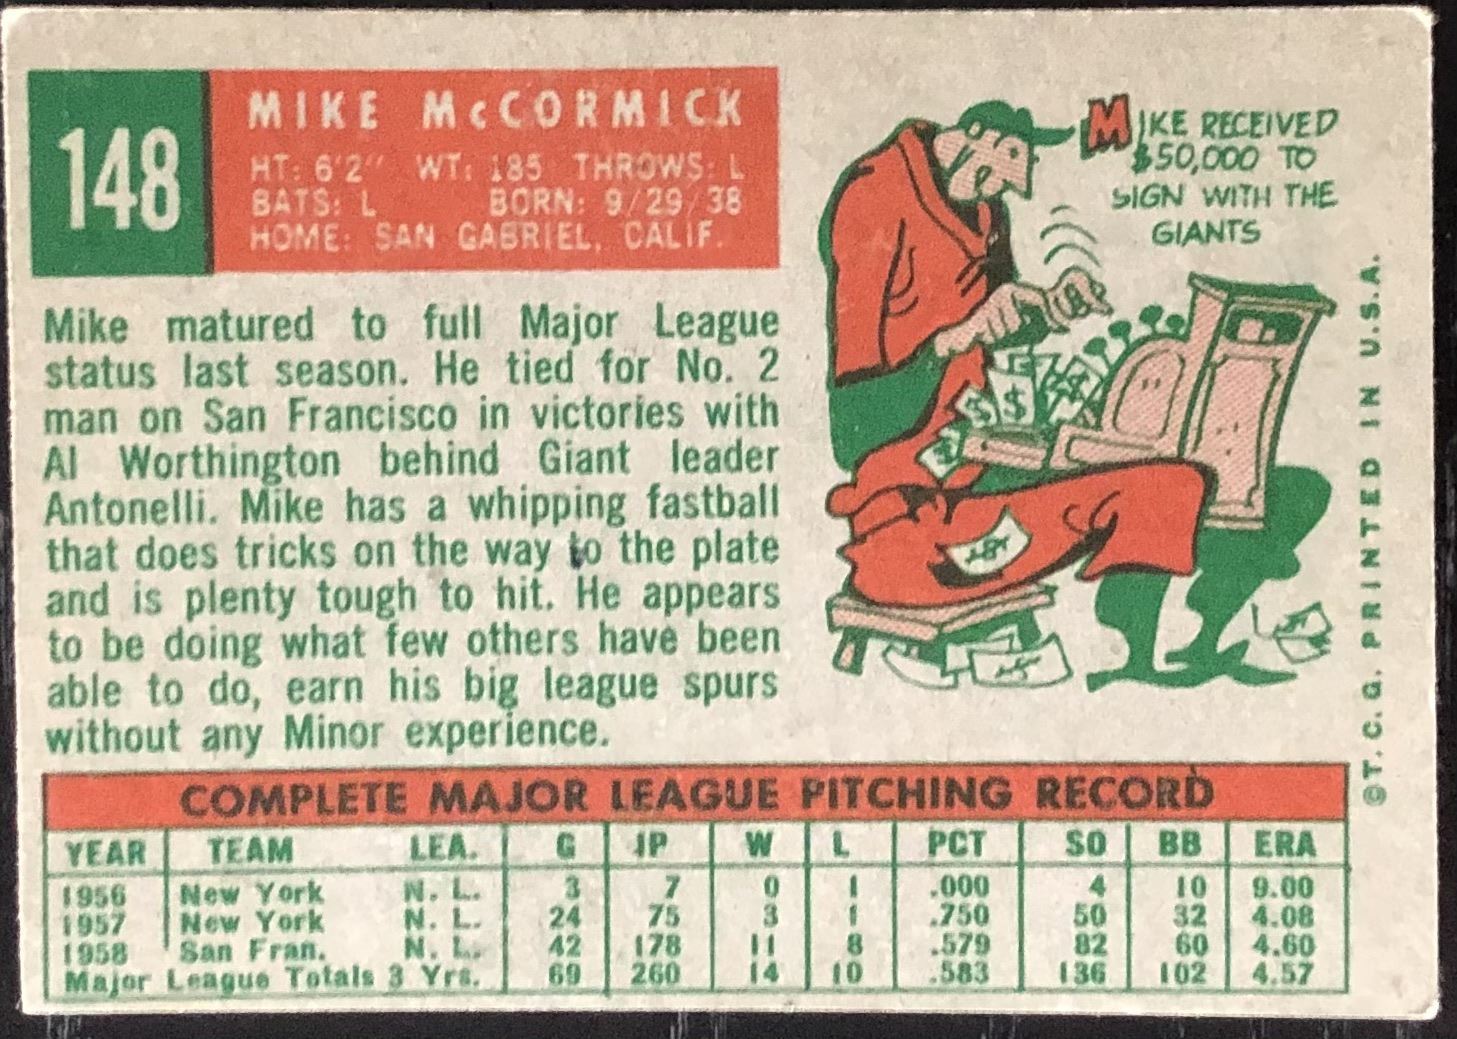 148
MIKE McCORMICK
HT: 6'2" WT: 185 THROWS: L
BATS: L BORN: 9/29/38
HOME: SAN GABRIEL, CALIF.
MIKE RECEIVED
$50,000 TO
SIGN WITH THE
GIANTS
$ $ $
$
$
$
Mike matured to full Major League
status last season. He tied for No. 2
man on San Francisco in victories with
Al Worthington behind Giant leader
Antonelli. Mike has a whipping fastball
that does tricks on the way to the plate
and is plenty tough to hit. He appears
to be doing what few others have been
able to do, earn his big league spurs
without any Minor experience.
©T. C. G. PRINTED IN U.S.A.
COMPLETE MAJOR LEAGUE PITCHING RECORD
YEAR TEAM LEA. G IP W L PCT SO BB ERA
1956 New York N. L. 3 7 0 1 .000 4 10 9.00
1957 New York N. L. 24 75 3 1 .750 50 32 4.08
1958 San Fran. N. L. 42 178 11 8 .579 82 60 4.60
Major League Totals 3 Yrs. 69 260 14 10 .583 136 102 4.57